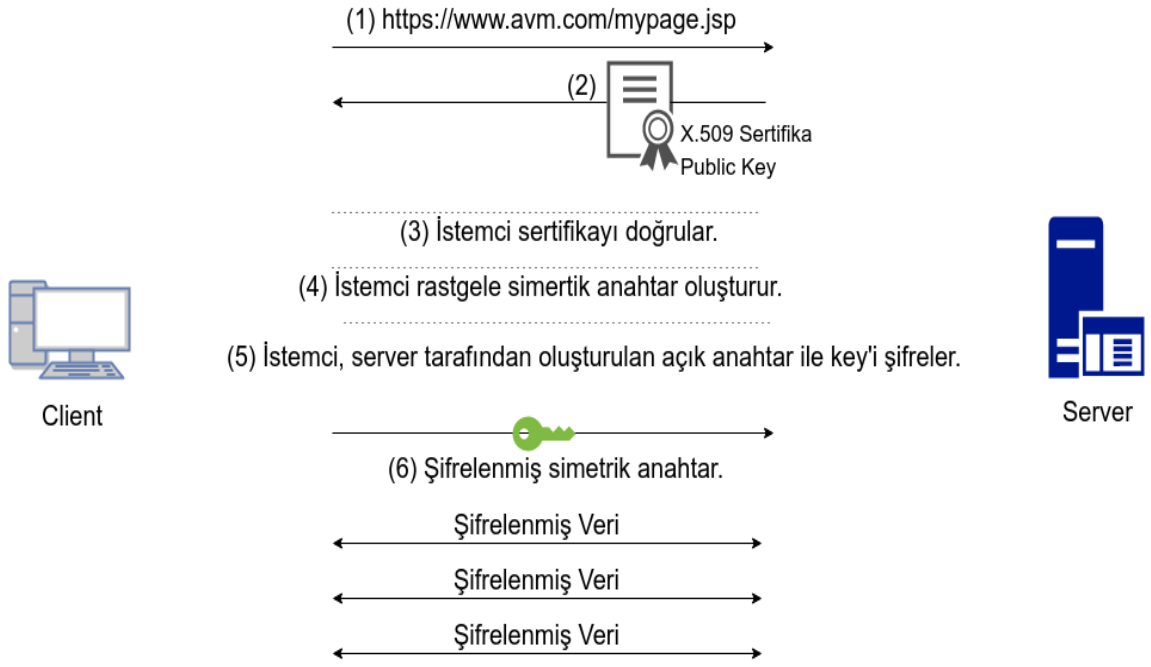 (1) https://www.avm.com/mypage.jsp
(2)
X.509 Sertifika
Public Key
(3) İstemci sertifikayı doğrular.
(4) İstemci rastgele simertik anahtar oluşturur.
(5) İstemci, server tarafından oluşturulan açık anahtar ile key'i şifreler.
Client
Server
(6) Şifrelenmiş simetrik anahtar.
Şifrelenmiş Veri
Şifrelenmiş Veri
Şifrelenmiş Veri